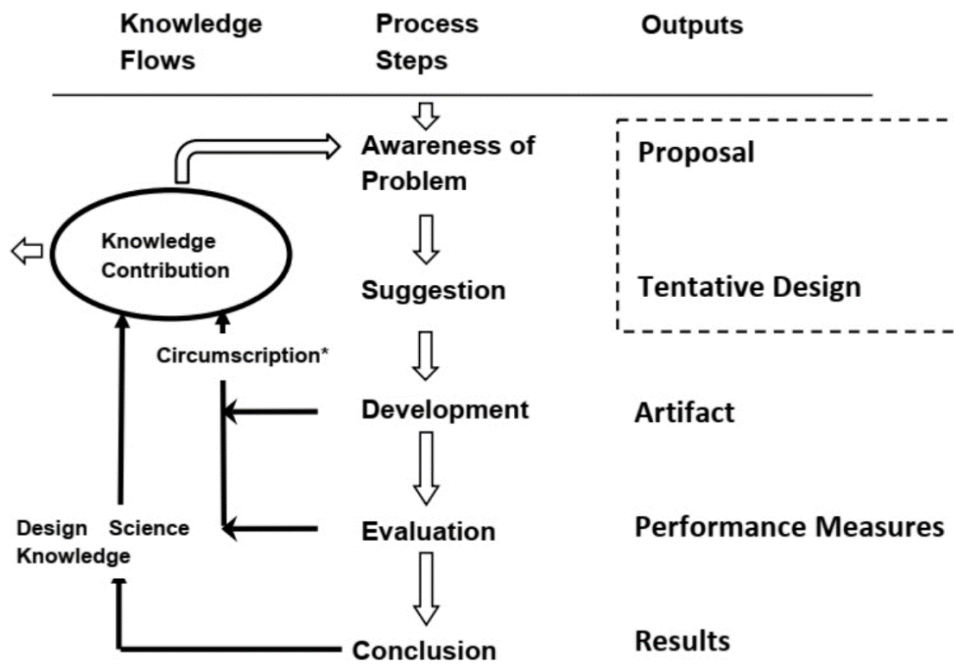 Knowledge Flows
Process Steps
Outputs
Awareness of Problem
Proposal
Knowledge Contribution
Suggestion
Tentative Design
Circumscription*
Development
Artifact
Design Science Knowledge
Evaluation
Performance Measures
Conclusion
Results